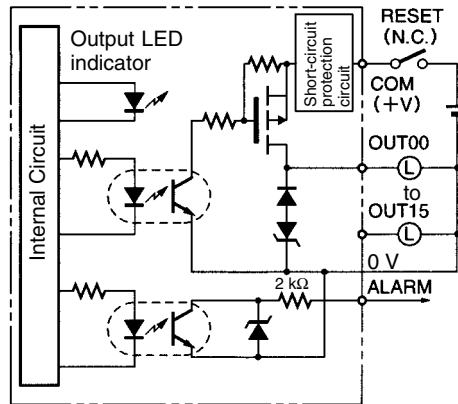 Output LED
indicator
Internal Circuit
Short-circuit
protection
circuit
RESET
(N.C.)
COM
(+V)
OUT00
L
to
OUT15
L
0 V
2 kΩ
ALARM